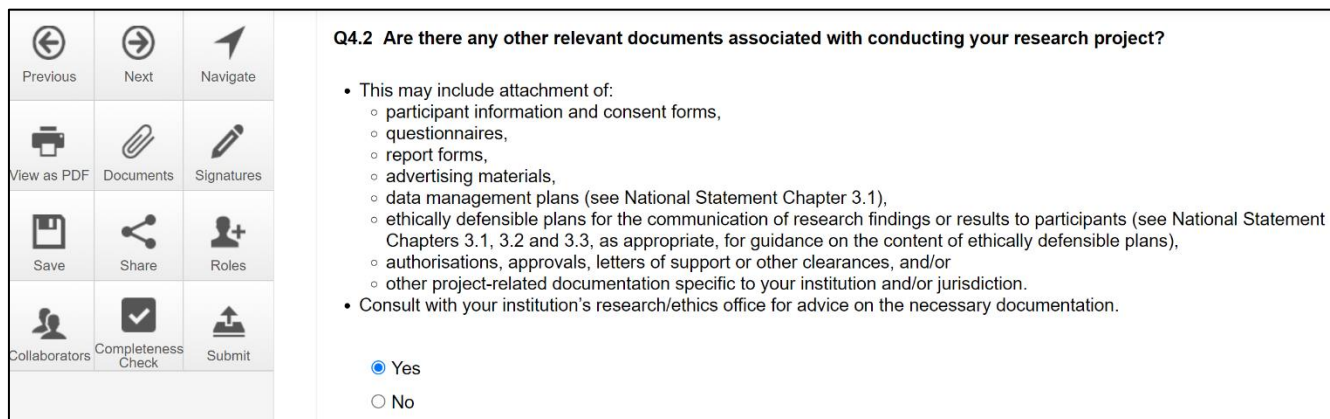 Previous
Next
Navigate
View as PDF
Documents
Signatures
Save
Share
Roles
Collaborators
Completeness
Check
Submit
Q4.2 Are there any other relevant documents associated with conducting your research project?
• This may include attachment of:
○ participant information and consent forms,
○ questionnaires,
○ report forms,
○ advertising materials,
○ data management plans (see National Statement Chapter 3.1),
○ ethically defensible plans for the communication of research findings or results to participants (see National Statement
Chapters 3.1, 3.2 and 3.3, as appropriate, for guidance on the content of ethically defensible plans),
○ authorisations, approvals, letters of support or other clearances, and/or
○ other project-related documentation specific to your institution and/or jurisdiction.
• Consult with your institution’s research/ethics office for advice on the necessary documentation.
Yes
No